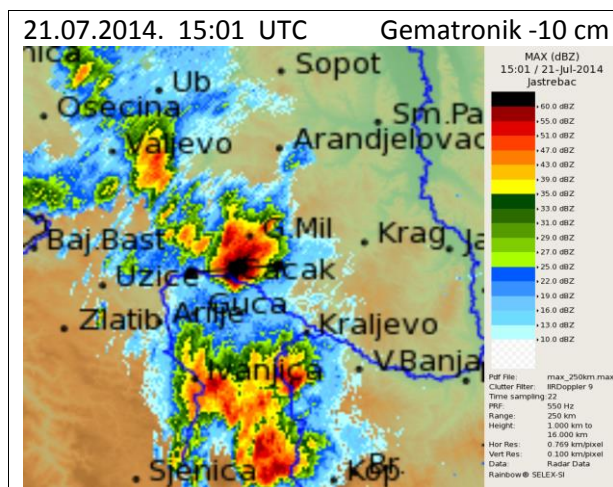 21.07.2014. 15:01 UTC Gematronik -10 cm
nica
Ub
Sopot
Osecina
Sm.Pa
Valjevo
Arandjelovac
G.Mil
Baj.Bast
Krag
Ja
Uzice
Cacak
Guca
Zlatib
Arilje
Kraljevo
Ivanjica
V.Banja
Sjenica
Kop
Br.
MAX (dBZ)
15:01 / 21-Jul-2014
Jastrebac
60.0 dBZ
55.0 dBZ
51.0 dBZ
47.0 dBZ
43.0 dBZ
39.0 dBZ
35.0 dBZ
33.0 dBZ
31.0 dBZ
29.0 dBZ
27.0 dBZ
25.0 dBZ
22.0 dBZ
19.0 dBZ
16.0 dBZ
13.0 dBZ
10.0 dBZ
Pdf File: max_250km.max
Clutter Filter: IIRDoppler 9
Time sampling: 22
PRF: 550 Hz
Range: 250 km
Height: 1.000 km to
16.000 km
Hor Res: 0.769 km/pixel
Vert Res: 0.100 km/pixel
Data: Radar Data
Rainbow® SELEX-SI